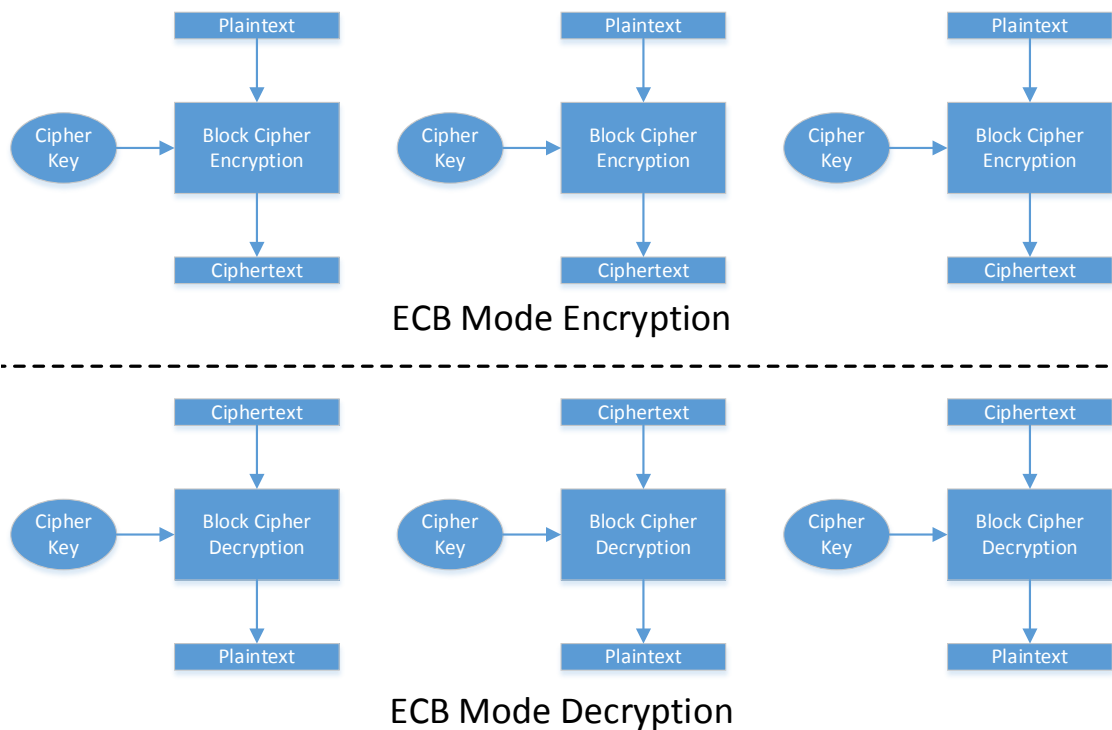 Plaintext
Plaintext
Plaintext
Cipher
Key
Block Cipher
Encryption
Cipher
Key
Block Cipher
Encryption
Cipher
Key
Block Cipher
Encryption
Ciphertext
Ciphertext
Ciphertext
ECB Mode Encryption
Ciphertext
Ciphertext
Ciphertext
Cipher
Key
Block Cipher
Decryption
Cipher
Key
Block Cipher
Decryption
Cipher
Key
Block Cipher
Decryption
Plaintext
Plaintext
Plaintext
ECB Mode Decryption